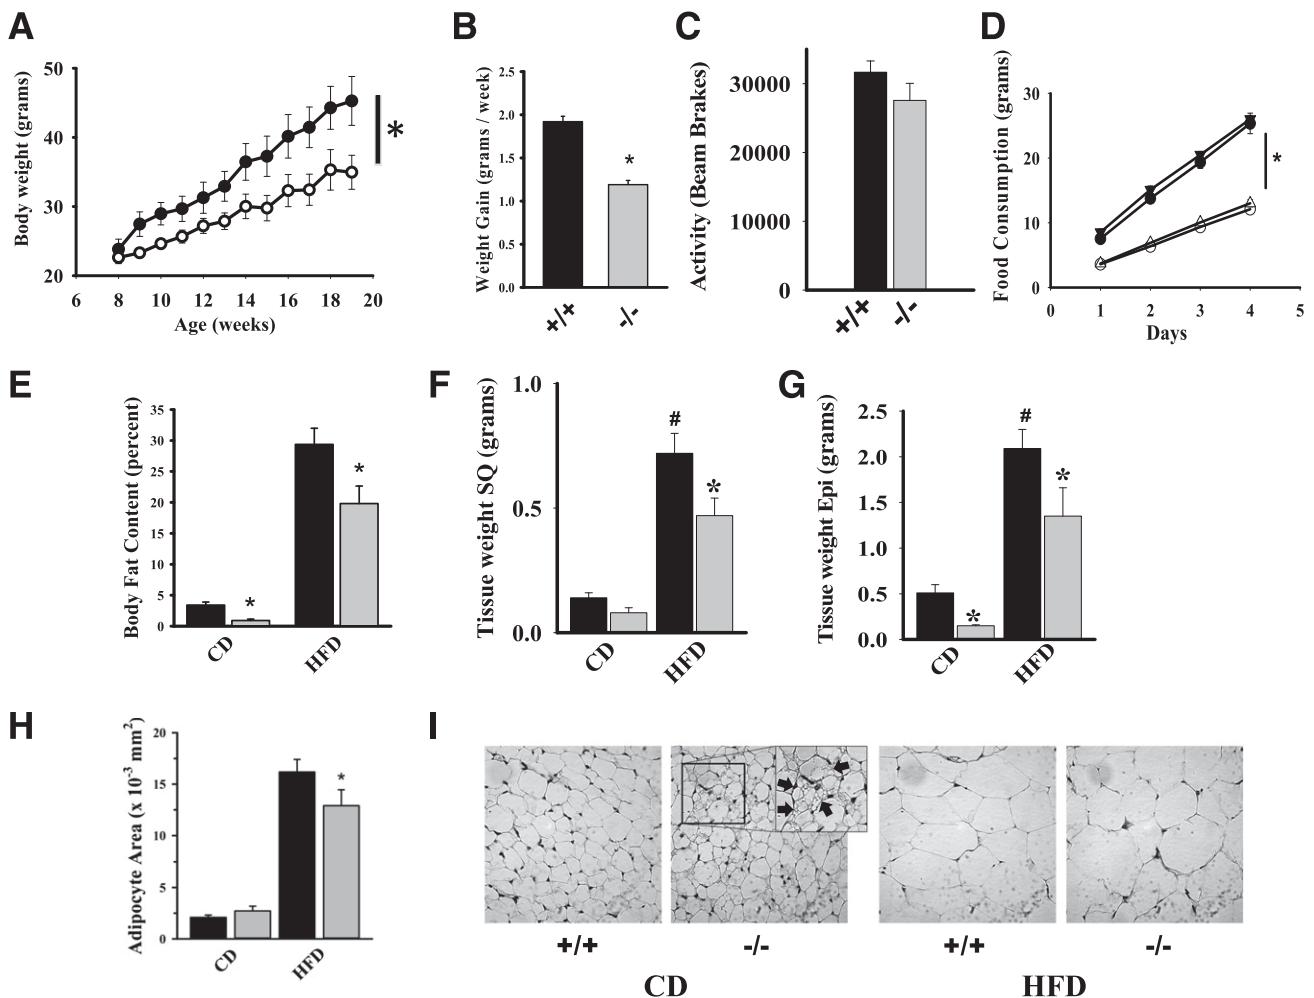 A
Body weight (grams)
50
40
30
20
6 8 10 12 14 16 18 20
Age (weeks)
*
B
Weight Gain (grams / week)
2.5
2.0
1.5
1.0
0.5
0.0
*
+/+ -/-
C
Activity (Beam Brakes)
30000
20000
10000
0
+/+ -/-
D
Food Consumption (grams)
30
20
10
0
0 1 2 3 4 5
Days
*
E
Body Fat Content (percent)
35
30
25
20
15
10
5
0
*
*
CD HFD
F
Tissue weight SQ (grams)
1.0
0.5
0.0
#
*
CD HFD
G
Tissue weight Epi (grams)
2.5
2.0
1.5
1.0
0.5
0.0
#
*
*
CD HFD
H
Adipocyte Area (x 10⁻³ mm²)
20
15
10
5
0
*
CD HFD
I
+/+ -/- +/+ -/-
CD HFD